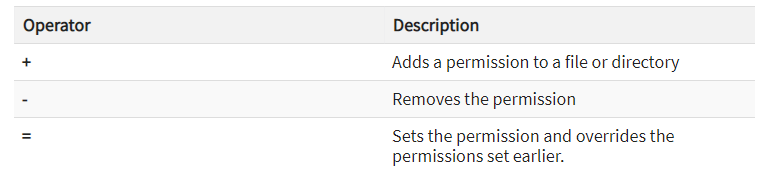 Operator Description
+ Adds a permission to a file or directory
- Removes the permission
= Sets the permission and overrides the
permissions set earlier.